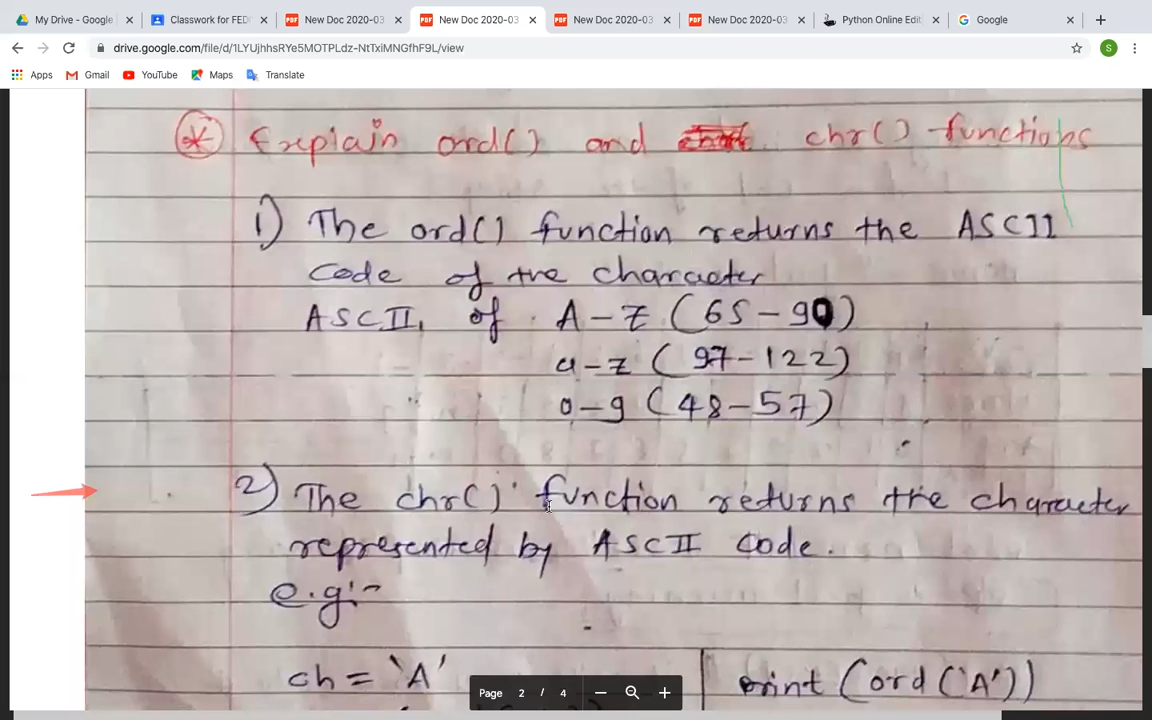 My Drive - Google
Classwork for FED
New Doc 2020-03
New Doc 2020-03
New Doc 2020-03
New Doc 2020-03
Python Online Edit
Google
drive.google.com/file/d/1LYUjhhsRYe5MOTPLdz-NtTxiMNGfhF9L/view
S
Apps Gmail YouTube Maps Translate
* Explain ord() and chr() functions
1) The ord() function returns the ASCII
code of the character
ASCII, of A-Z (65-90)
a-z (97-122)
0-9 (48-57)
2) The chr() function returns the character
represented by ASCII code.
e.g:-
ch = 'A' print (ord('A'))
Page 2 / 4